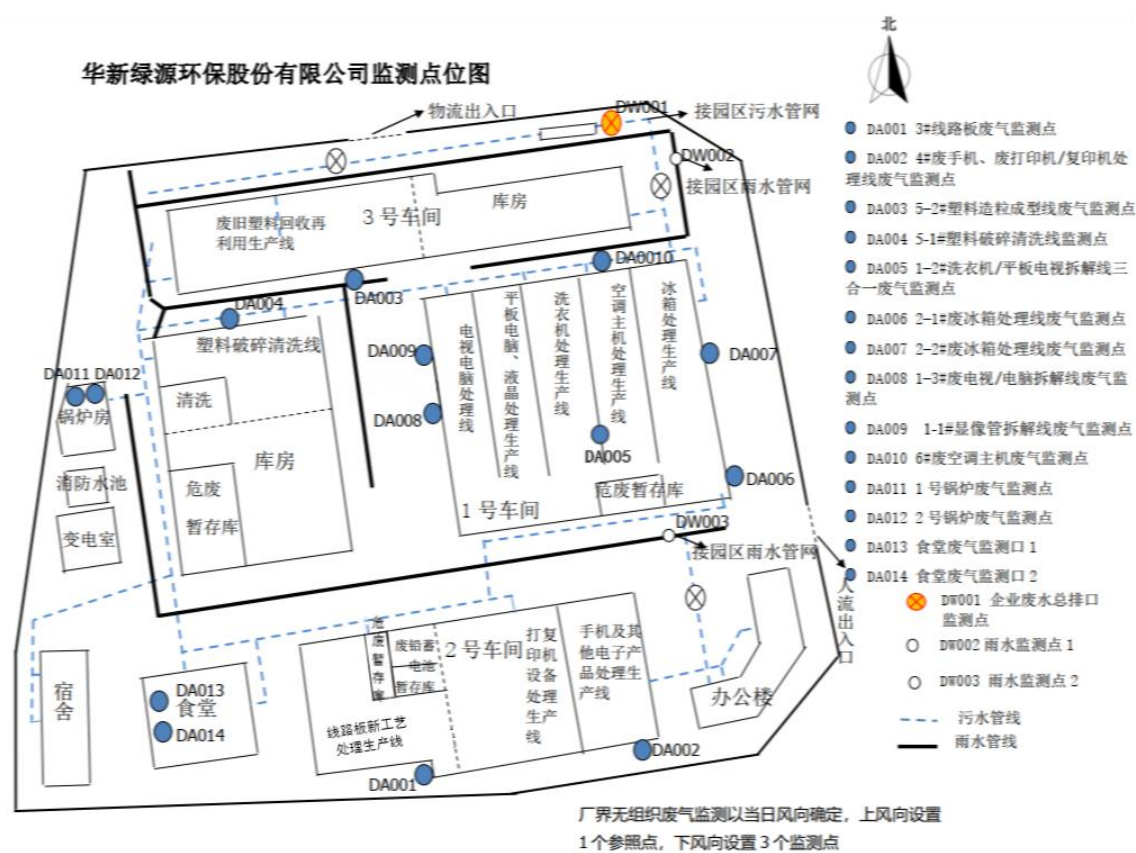 北
华新绿源环保股份有限公司监测点位图
物流出入口
DW001
接园区污水管网
DW002
接园区雨水管网
库房
3号车间
废旧塑料回收再
利用生产线
DA0010
DA003
DA004
塑料破碎清洗线
DA009
DA008
电视电脑处理线
平板电脑、液晶处理生产线
洗衣机处理生产线
空调主机处理生产线
冰箱处理生产线
DA007
DA005
DA006
危废暂存库
1号车间
DA011 DA012
锅炉房
清洗
库房
消防水池
危废
暂存库
变电室
DW003
接园区雨水管网
人流出入口
宿舍
DA013
食堂
DA014
危废暂存库
废铅蓄
电池
暂存库
2号车间
打复印机设备处理生产线
手机及其他电子产品处理生产线
办公楼
线路板新工艺
处理生产线
DA001
DA002
DA001 3#线路板废气监测点
DA002 4#废手机、废打印机/复印机处
理线废气监测点
DA003 5-2#塑料造粒成型线废气监测点
DA004 5-1#塑料破碎清洗线监测点
DA005 1-2#洗衣机/平板电视拆解线三
合一废气监测点
DA006 2-1#废冰箱处理线废气监测点
DA007 2-2#废冰箱处理线废气监测点
DA008 1-3#废电视/电脑拆解线废气监
测点
DA009 1-1#显像管拆解线废气监测点
DA010 6#废空调主机废气监测点
DA011 1号锅炉废气监测点
DA012 2号锅炉废气监测点
DA013 食堂废气监测口1
DA014 食堂废气监测口2
DW001 企业废水总排口
监测点
DW002雨水监测点1
DW003 雨水监测点2
污水管线
雨水管线
厂界无组织废气监测以当日风向确定，上风向设置
1个参照点，下风向设置3个监测点